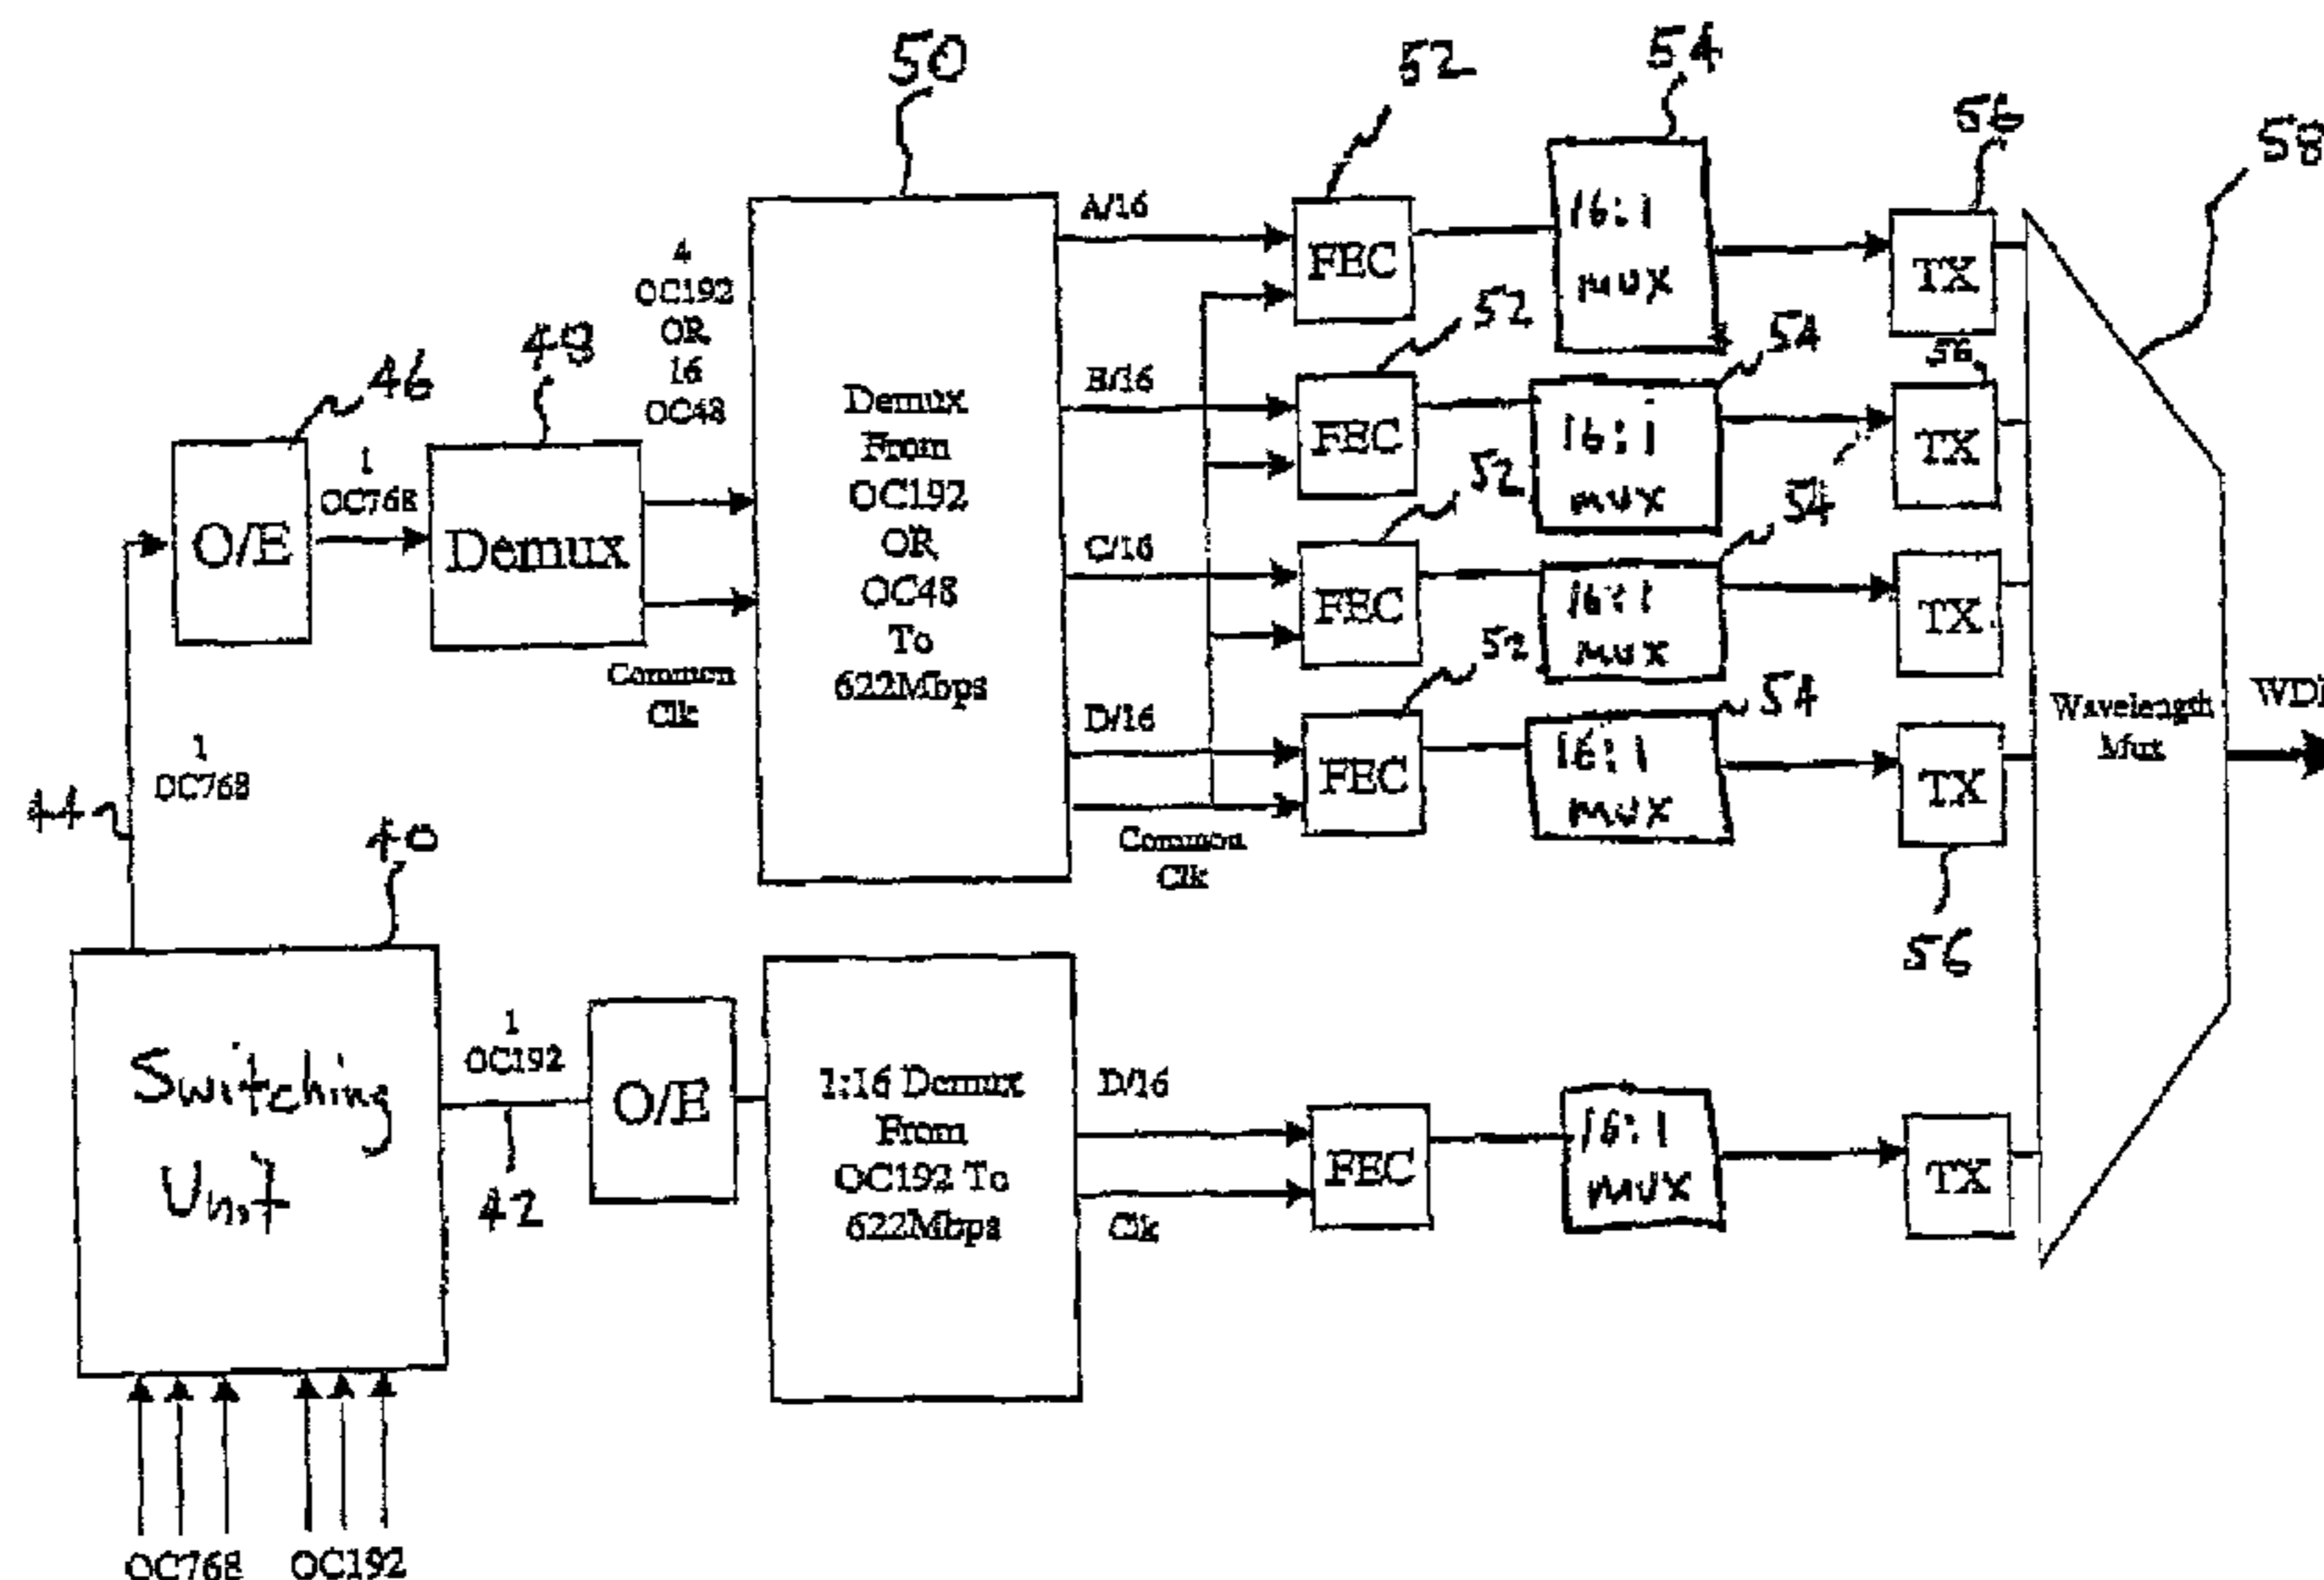 50
52
54
56
58
4
OC192
OR
16
OC48
A/16
FEC
16:1
mux
TX
46
48
52
54
56
1
OC768
O/E
Demux
Demux
From
OC192
OR
OC48
To
622Mbps
B/16
FEC
16:1
mux
TX
52
54
54
C/16
FEC
16:1
mux
TX
Common
Clk
52
54
D/16
FEC
16:1
mux
TX
Wavelength
Mux
Common
Clk
56
1
OC768
44
40
Switching
Unit
1
OC192
42
O/E
1:16 Demux
From
OC192 To
622Mbps
D/16
Clk
FEC
16:1
mux
TX
OC768
OC192